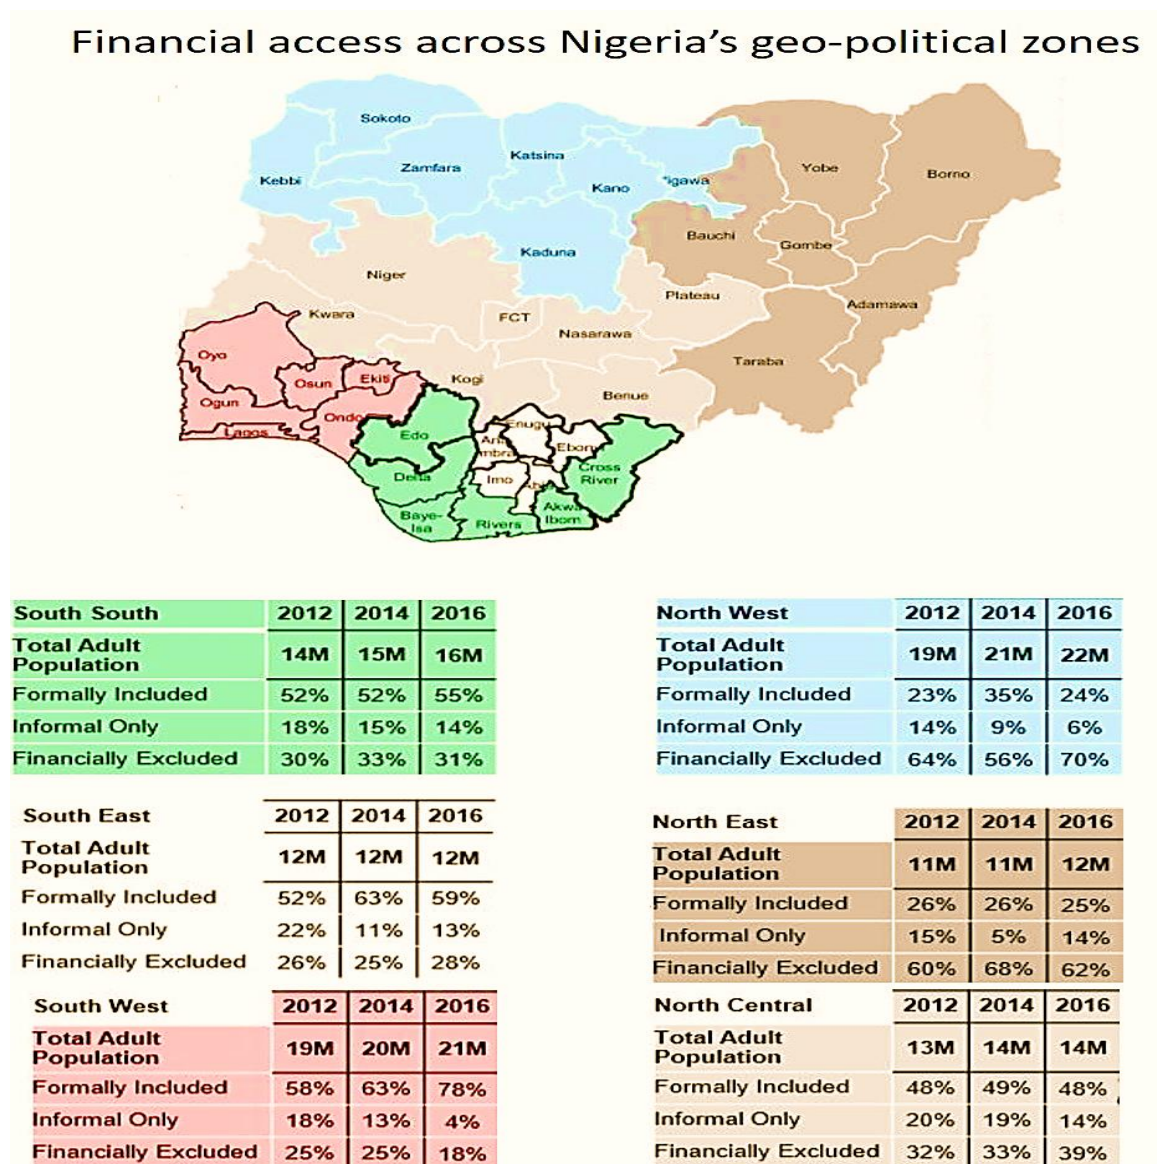 Financial access across Nigeria's geo-political zones
Sokoto
Katsina
Zamfara
Kebbi
Kano
Yobe
Borno
igawa
Bauchi
Gombe
Kaduna
Niger
Plateau
Adamawa
Kwara
FCT
Nasarawa
Taraba
Oyo
Osun
Ekiti
Kogi
Benue
Ogun
Ondo
Lagos
Edo
Enugu
Ebony
Cross
River
Delta
Imo
Akwa
Ibom
Baye-
lsa
Rivers
South South 2012 2014 2016
Total Adult
Population 14M 15M 16M
Formally Included 52% 52% 55%
Informal Only 18% 15% 14%
Financially Excluded 30% 33% 31%
North West 2012 2014 2016
Total Adult
Population 19M 21M 22M
Formally Included 23% 35% 24%
Informal Only 14% 9% 6%
Financially Excluded 64% 56% 70%
South East 2012 2014 2016
Total Adult
Population 12M 12M 12M
Formally Included 52% 63% 59%
Informal Only 22% 11% 13%
Financially Excluded 26% 25% 28%
North East 2012 2014 2016
Total Adult
Population 11M 11M 12M
Formally Included 26% 26% 25%
Informal Only 15% 5% 14%
Financially Excluded 60% 68% 62%
South West 2012 2014 2016
Total Adult
Population 19M 20M 21M
Formally Included 58% 63% 78%
Informal Only 18% 13% 4%
Financially Excluded 25% 25% 18%
North Central 2012 2014 2016
Total Adult
Population 13M 14M 14M
Formally Included 48% 49% 48%
Informal Only 20% 19% 14%
Financially Excluded 32% 33% 39%